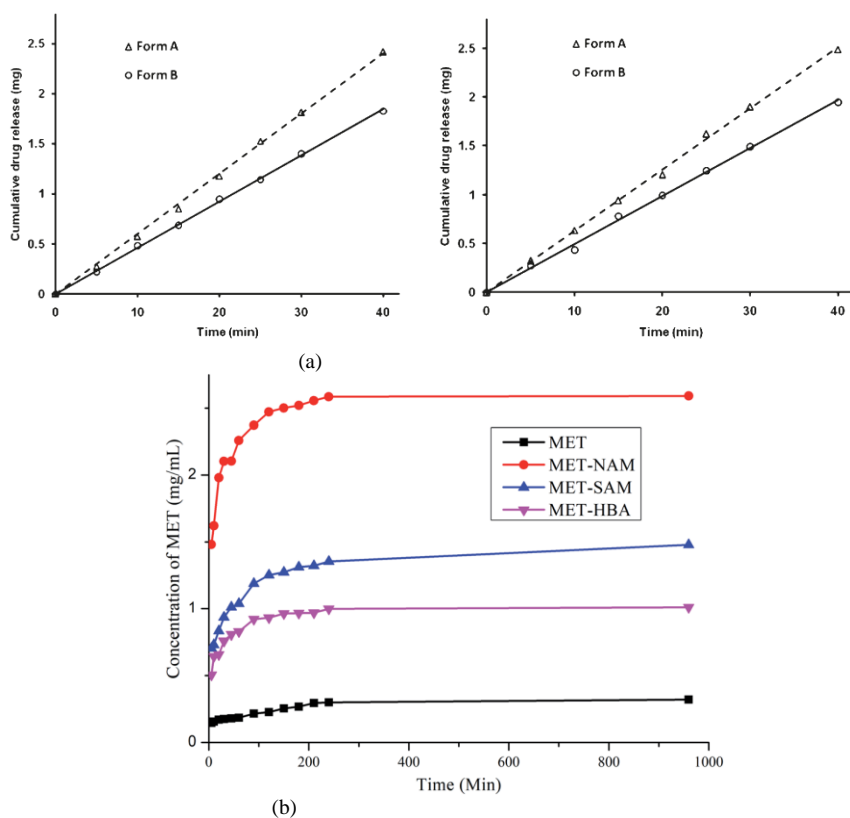 Cumulative drug release (mg)
2.5
2
1.5
1
0.5
0
Form A
Form B
0 10 20 30 40
Time (min)
Cumulative drug release (mg)
2.5
2
1.5
1
0.5
0
Form A
Form B
0 10 20 30 40
Time (min)
(a)
Concentration of MET (mg/mL)
2
1
0
MET
MET-NAM
MET-SAM
MET-HBA
0 200 400 600 800 1000
Time (Min)
(b)